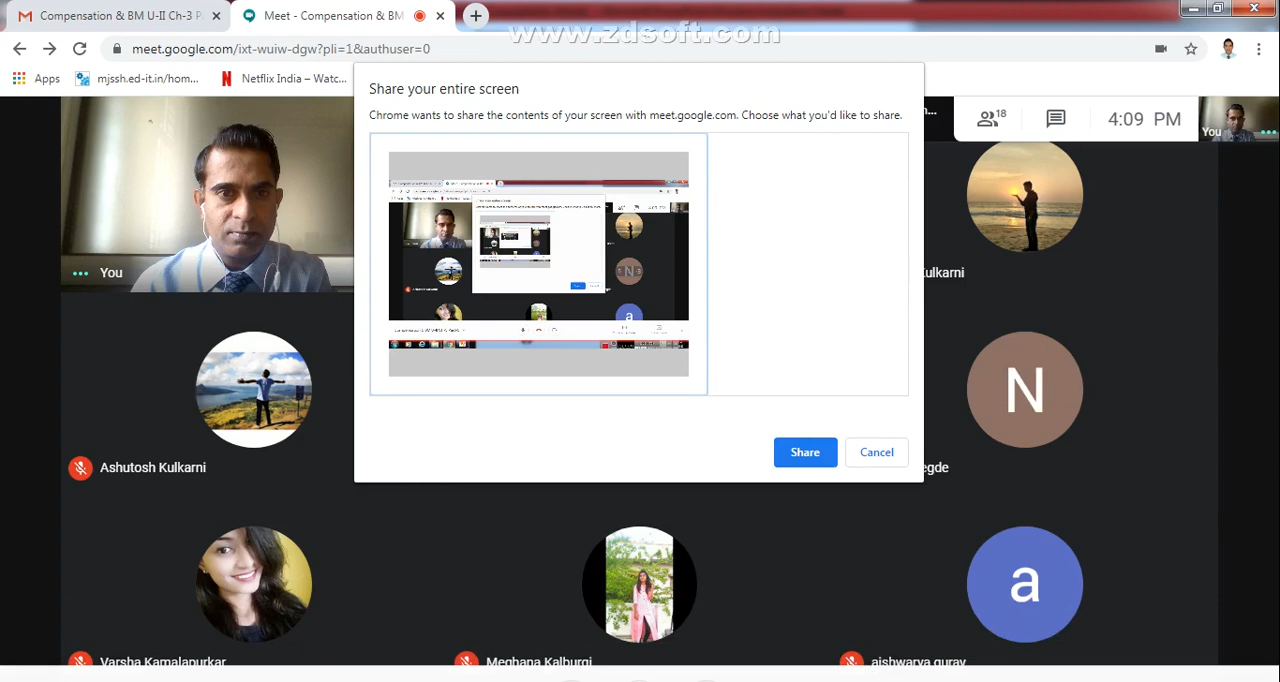 Compensation & BM U-II Ch-3 P
Meet - Compensation & BM
www.zdsoft.com
meet.google.com/ixt-wuiw-dgw?pli=1&authuser=0
Apps
mjssh.ed-it.in/hom...
Netflix India – Watc...
Share your entire screen
Chrome wants to share the contents of your screen with meet.google.com. Choose what you'd like to share.
18
4:09 PM
You
You
Kulkarni
N
Share
Cancel
Ashutosh Kulkarni
egde
a
Varsha Kamalapurkar
Meghana Kalburgi
aishwarya gurav